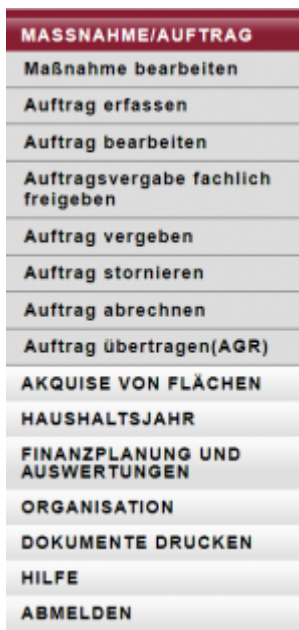 MASSNAHME/AUFTRAG
Maßnahme bearbeiten
Auftrag erfassen
Auftrag bearbeiten
Auftragsvergabe fachlich
freigeben
Auftrag vergeben
Auftrag stornieren
Auftrag abrechnen
Auftrag übertragen(AGR)
AKQUISE VON FLÄCHEN
HAUSHALTSJAHR
FINANZPLANUNG UND
AUSWERTUNGEN
ORGANISATION
DOKUMENTE DRUCKEN
HILFE
ABMELDEN